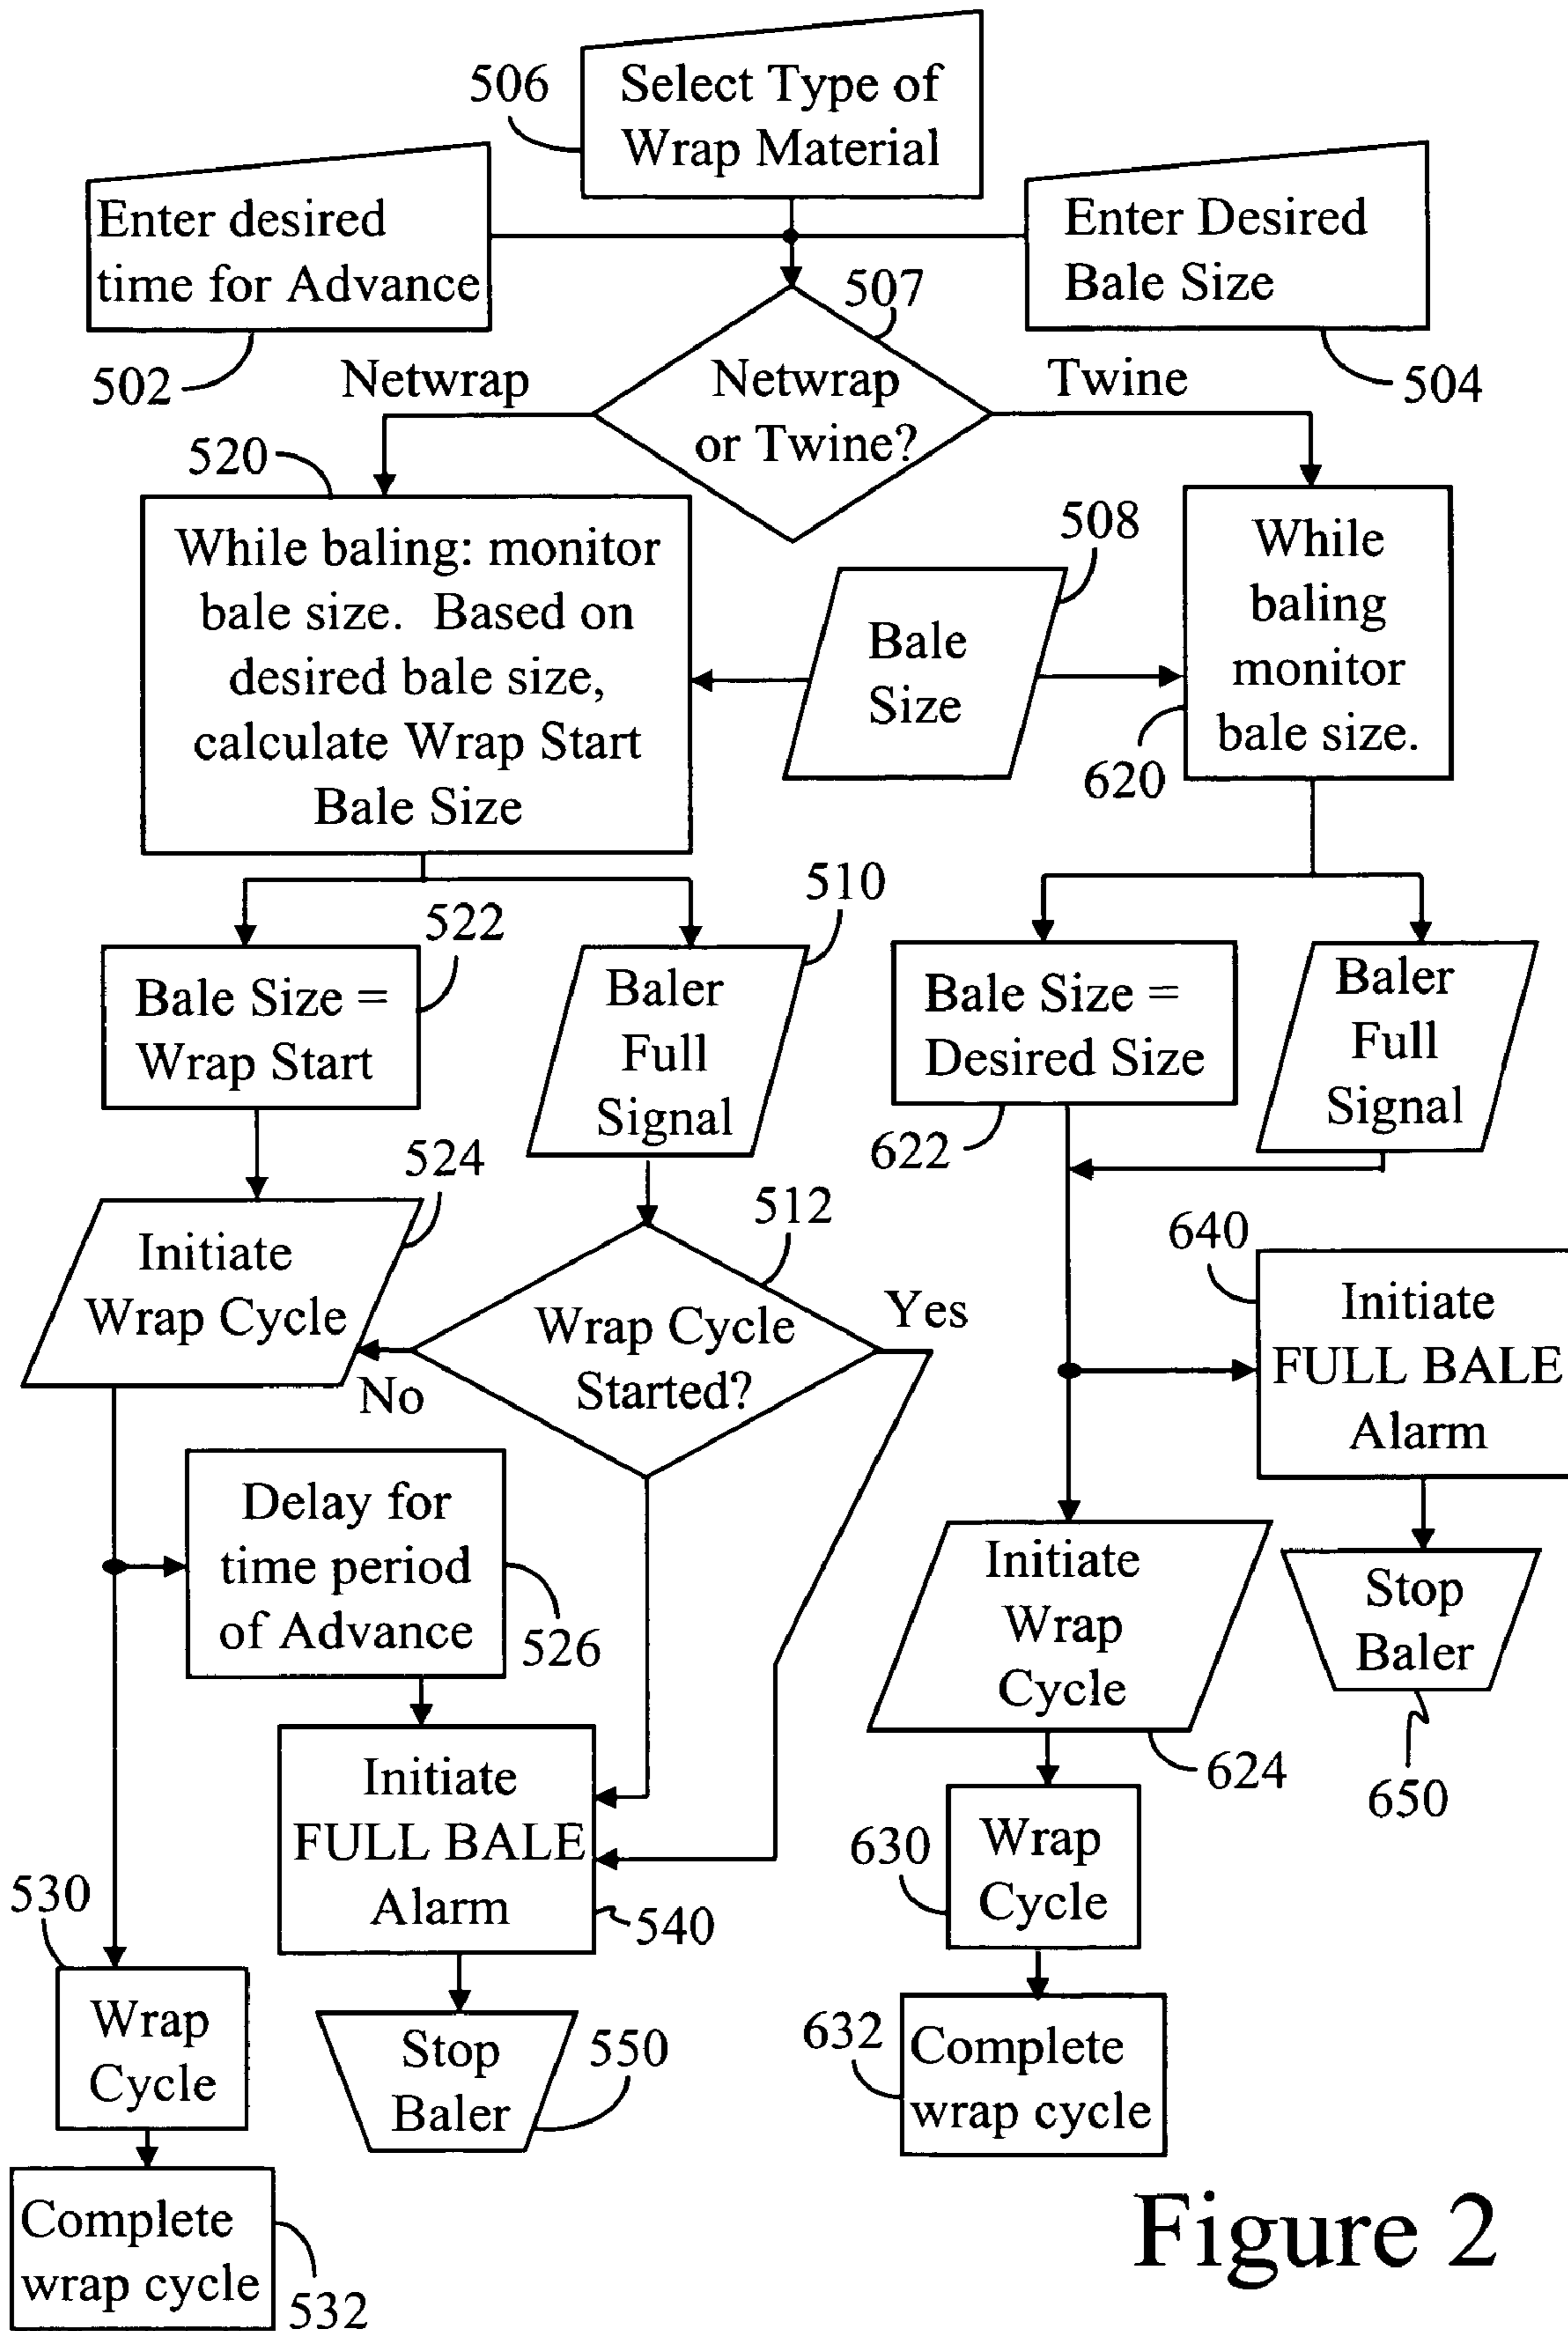 506
Select Type of
Wrap Material
Enter desired
time for Advance
502
Enter Desired
Bale Size
504
507
Netwrap
or Twine?
Netwrap
Twine
520
While baling: monitor
bale size. Based on
desired bale size,
calculate Wrap Start
Bale Size
508
Bale
Size
While
baling
monitor
bale size.
620
522
Bale Size =
Wrap Start
510
Baler
Full
Signal
Bale Size =
Desired Size
622
Baler
Full
Signal
524
Initiate
Wrap Cycle
512
Wrap Cycle
Started?
Yes
No
640
Initiate
FULL BALE
Alarm
Delay for
time period
of Advance
526
Initiate
Wrap
Cycle
624
Stop
Baler
650
Initiate
FULL BALE
Alarm
540
630
Wrap
Cycle
530
Wrap
Cycle
Stop
Baler
550
632
Complete
wrap cycle
Complete
wrap cycle
532
Figure 2